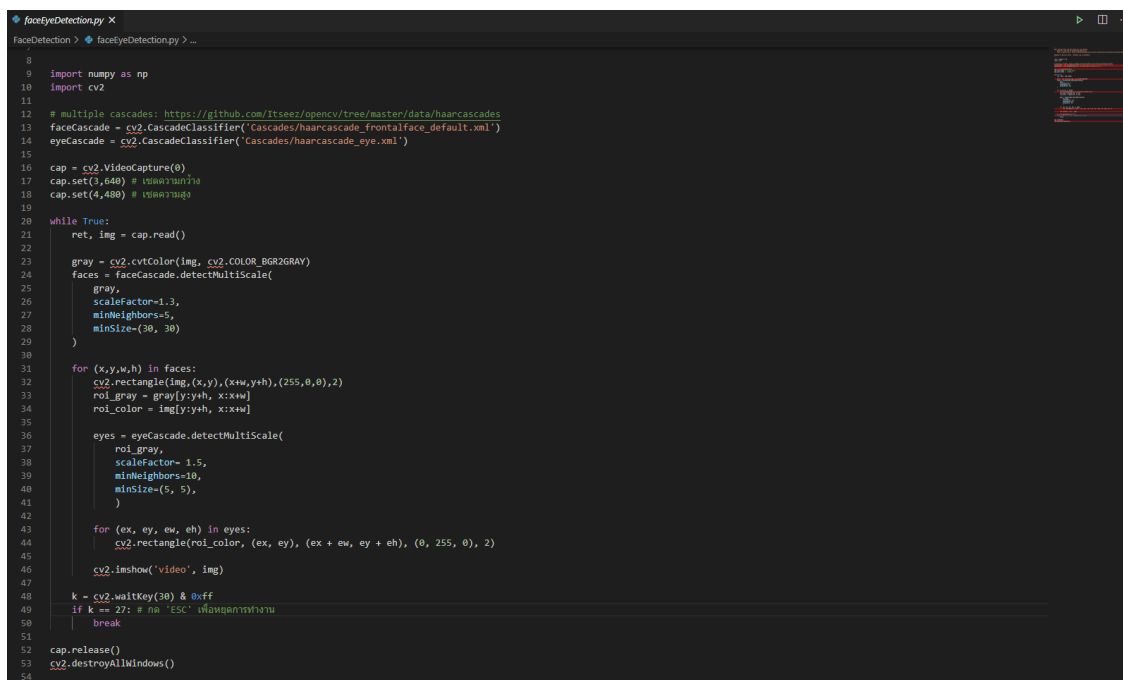 faceEyeDetection.py ×
FaceDetection > faceEyeDetection.py > ...
8
9 import numpy as np
10 import cv2
11
12 # multiple cascades: https://github.com/Itseez/opencv/tree/master/data/haarcascades
13 faceCascade = cv2.CascadeClassifier('Cascades/haarcascade_frontalface_default.xml')
14 eyeCascade = cv2.CascadeClassifier('Cascades/haarcascade_eye.xml')
15
16 cap = cv2.VideoCapture(0)
17 cap.set(3,640) # เซตความกว้าง
18 cap.set(4,480) # เซตความสูง
19
20 while True:
21     ret, img = cap.read()
22
23     gray = cv2.cvtColor(img, cv2.COLOR_BGR2GRAY)
24     faces = faceCascade.detectMultiScale(
25         gray,
26         scaleFactor=1.3,
27         minNeighbors=5,
28         minSize=(30, 30)
29     )
30
31     for (x,y,w,h) in faces:
32         cv2.rectangle(img,(x,y),(x+w,y+h),(255,0,0),2)
33         roi_gray = gray[y:y+h, x:x+w]
34         roi_color = img[y:y+h, x:x+w]
35
36         eyes = eyeCascade.detectMultiScale(
37             roi_gray,
38             scaleFactor= 1.5,
39             minNeighbors=10,
40             minSize=(5, 5),
41             )
42
43         for (ex, ey, ew, eh) in eyes:
44             cv2.rectangle(roi_color, (ex, ey), (ex + ew, ey + eh), (0, 255, 0), 2)
45
46         cv2.imshow('video', img)
47
48     k = cv2.waitKey(30) & 0xff
49     if k == 27: # กด 'ESC' เพื่อหยุดการทำงาน
50         break
51
52 cap.release()
53 cv2.destroyAllWindows()
54